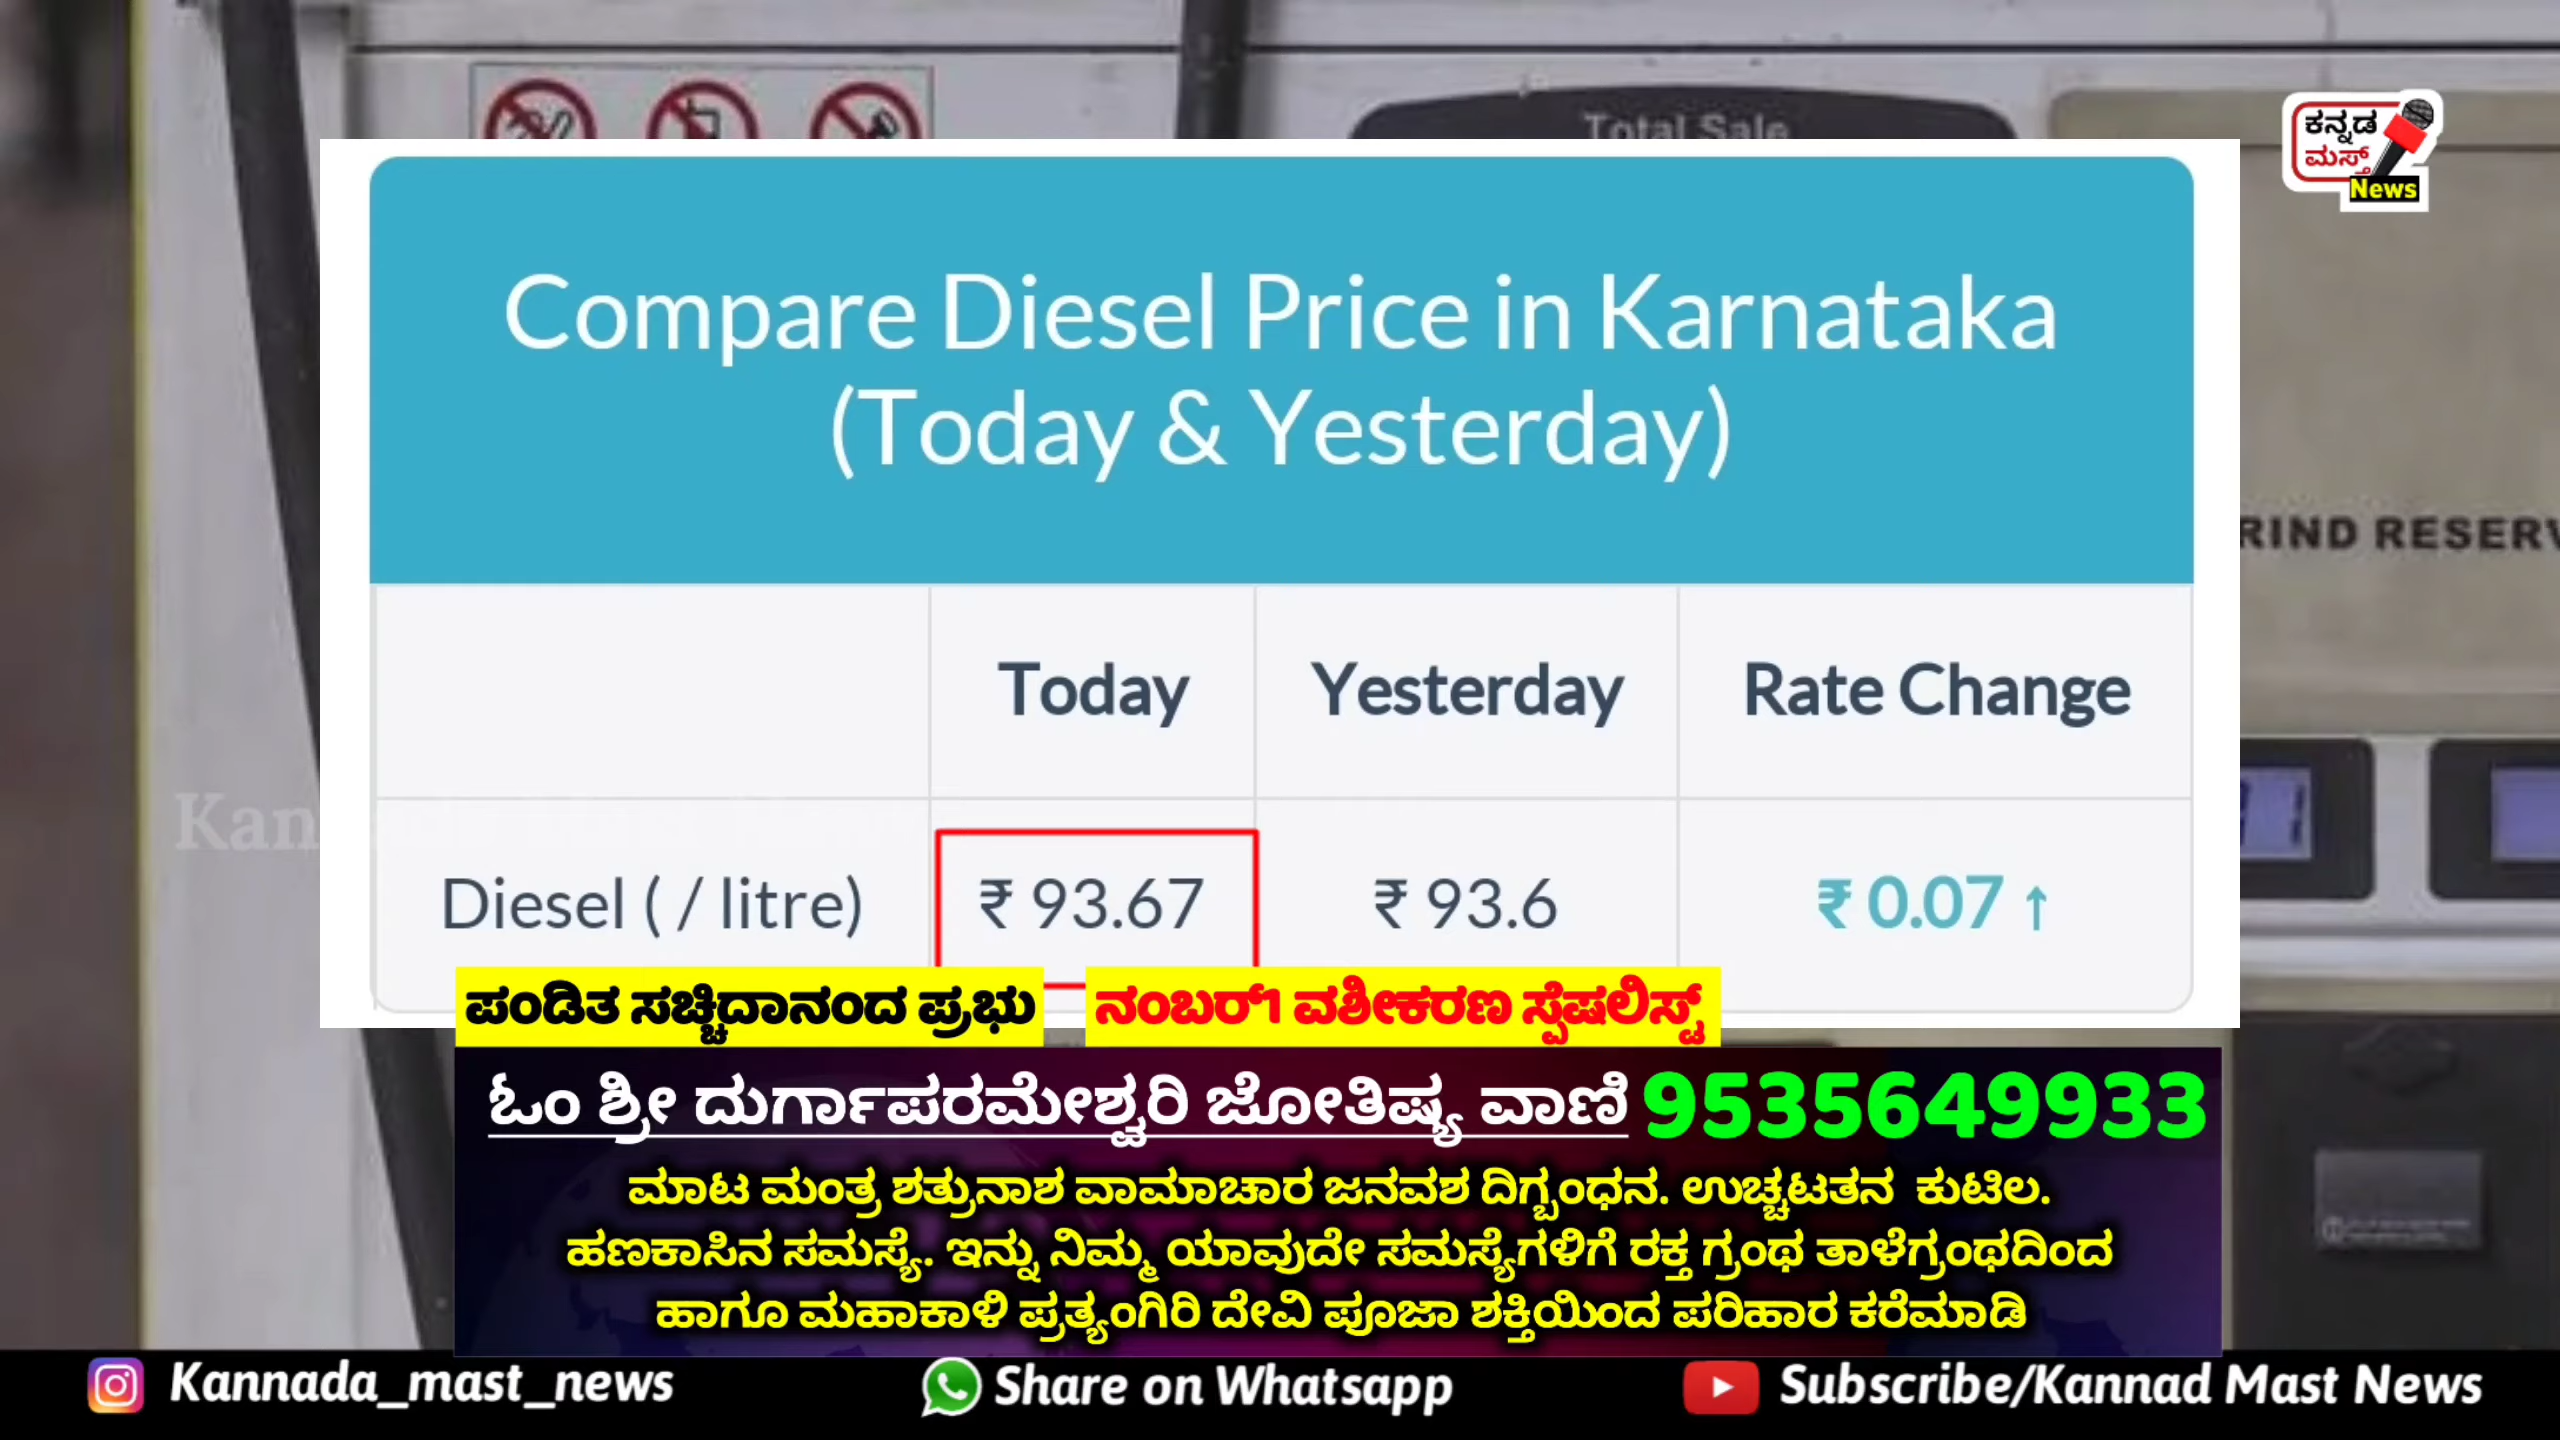 Total Sale
ಕನ್ನಡ
ಮಸ್ತ್
News
Compare Diesel Price in Karnataka
(Today & Yesterday)
RIND RESERV
Today Yesterday Rate Change
Kan
Diesel ( / litre) ₹ 93.67 ₹ 93.6 ₹ 0.07 ↑
ಪಂಡಿತ ಸಚ್ಚಿದಾನಂದ ಪ್ರಭು ನಂಬರ್1 ವಶೀಕರಣ ಸ್ಪೆಷಲಿಸ್ಟ್
ಓಂ ಶ್ರೀ ದುರ್ಗಾಪರಮೇಶ್ವರಿ ಜೋತಿಷ್ಯ ವಾಣಿ 9535649933
ಮಾಟ ಮಂತ್ರ ಶತ್ರುನಾಶ ವಾಮಾಚಾರ ಜನವಶ ದಿಗ್ಬಂಧನ. ಉಚ್ಚಟತನ ಕುಟಿಲ.
ಹಣಕಾಸಿನ ಸಮಸ್ಯೆ. ಇನ್ನು ನಿಮ್ಮ ಯಾವುದೇ ಸಮಸ್ಯೆಗಳಿಗೆ ರಕ್ತ ಗ್ರಂಥ ತಾಳೆಗ್ರಂಥದಿಂದ
ಹಾಗೂ ಮಹಾಕಾಳಿ ಪ್ರತ್ಯಂಗಿರಿ ದೇವಿ ಪೂಜಾ ಶಕ್ತಿಯಿಂದ ಪರಿಹಾರ ಕರೆಮಾಡಿ
Kannada_mast_news Share on Whatsapp Subscribe/Kannad Mast News